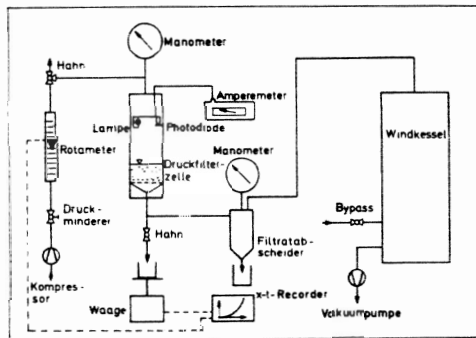 Manometer
Hahn
Amperemeter
Lampe
Photodiode
Rotameter
Manometer
Windkessel
Druckfilter-
zelle
Druck-
minderer
Hahn
Bypass
Filtratab-
scheider
Kompres-
sor
Waage
x-t-Recorder
Vakuumpumpe